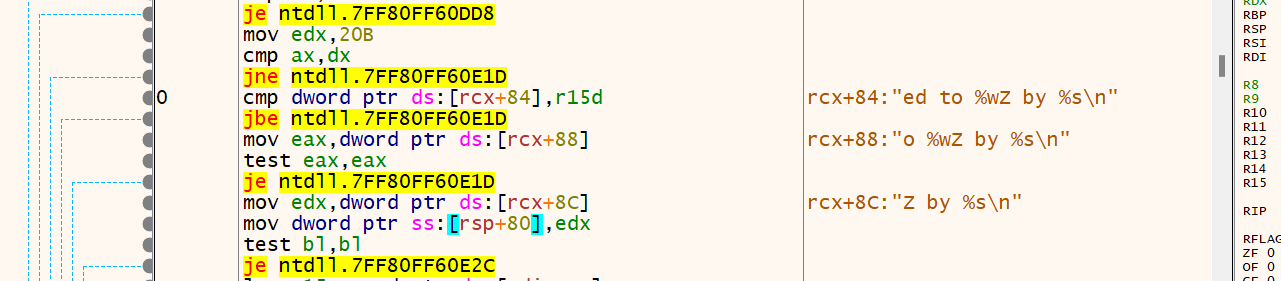 je ntdll.7FF80FF60DD8
mov edx,20B
cmp ax,dx
jne ntdll.7FF80FF60E1D
0 cmp dword ptr ds:[rcx+84],r15d rcx+84:"ed to %wZ by %s\n"
jbe ntdll.7FF80FF60E1D
mov eax,dword ptr ds:[rcx+88] rcx+88:"o %wZ by %s\n"
test eax,eax
je ntdll.7FF80FF60E1D
mov edx,dword ptr ds:[rcx+8C] rcx+8C:"Z by %s\n"
mov dword ptr ss:[rsp+80],edx
test bl,bl
je ntdll.7FF80FF60E2C
RDX
RBP
RSP
RSI
RDI
R8
R9
R10
R11
R12
R13
R14
R15
RIP
RFLAG
ZF 0
OF 0
CF 0